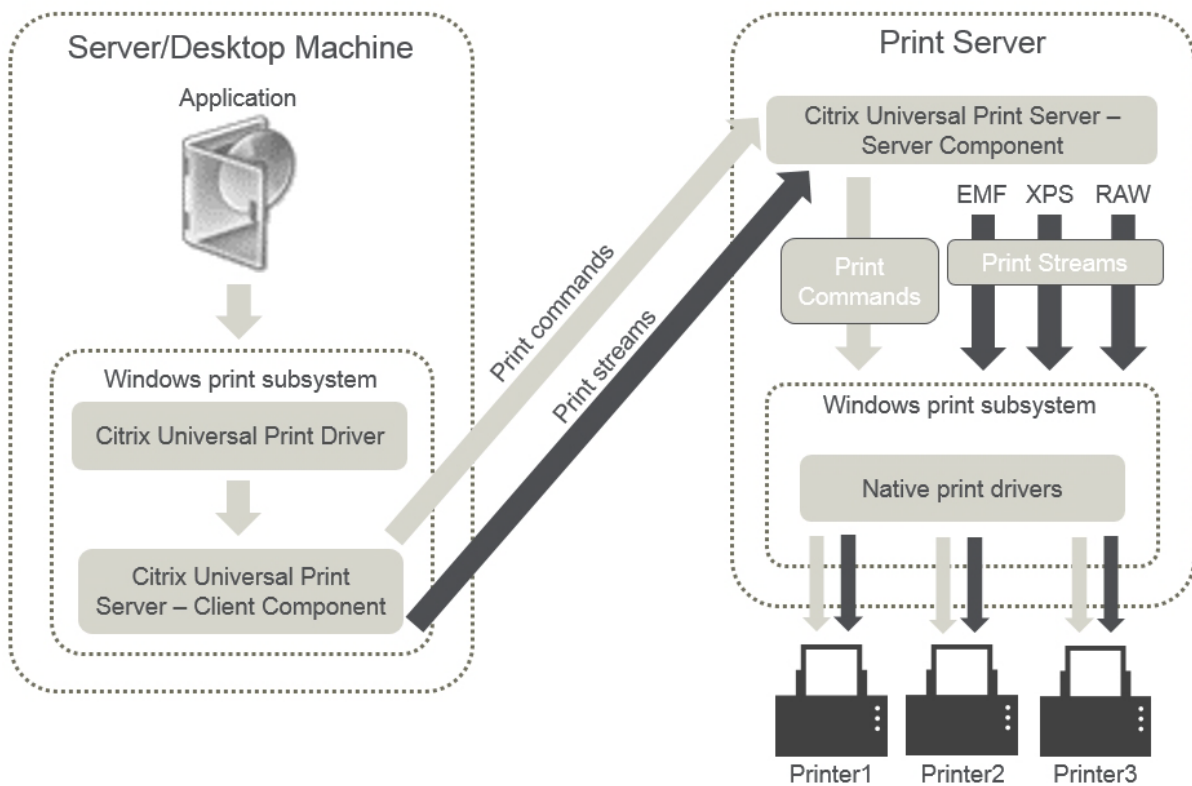 Server/Desktop Machine
Application
Windows print subsystem
Citrix Universal Print Driver
Citrix Universal Print
Server – Client Component
Print commands
Print streams
Print Server
Citrix Universal Print Server –
Server Component
EMF XPS RAW
Print
Commands
Print Streams
Windows print subsystem
Native print drivers
Printer1
Printer2
Printer3